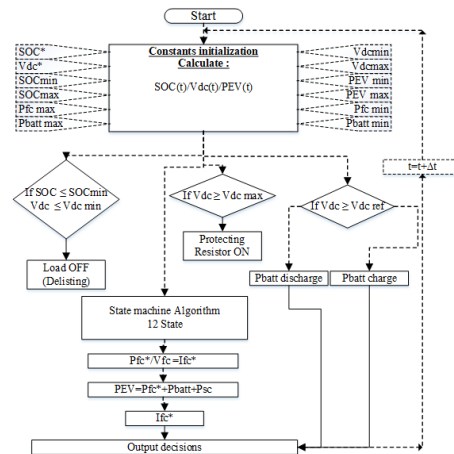 Start
Constants initialization
Calculate :
SOC(t)/Vdc(t)/PEV(t)
SOC*
Vdc*
SOCmin
SOCmax
Pfc max
Pbatt max
Vdcmin
Vdcmax
PEV min
PEV max
Pfc min
Pbatt min
t=t+Δt
If SOC ≤ SOCmin
Vdc ≤ Vdc min
If Vdc ≥ Vdc max
If Vdc ≥ Vdc ref
Protecting
Resistor ON
Load OFF
(Delisting)
Pbatt discharge
Pbatt charge
State machine Algorithm
12 State
Pfc*/Vfc =Ifc*
PEV=Pfc*+Pbatt+Psc
Ifc*
Output decisions